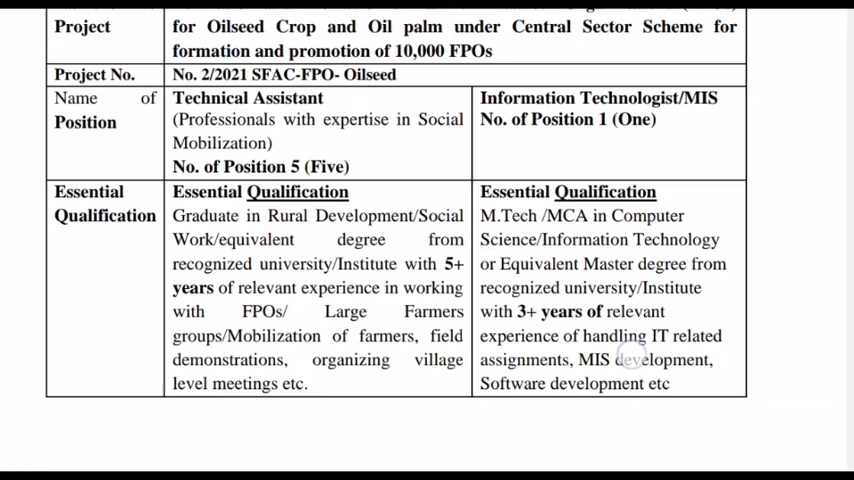 Project
for Oilseed Crop and Oil palm under Central Sector Scheme for
formation and promotion of 10,000 FPOs
Project No.
No. 2/2021 SFAC-FPO- Oilseed
Name of
Position
Technical Assistant
(Professionals with expertise in Social
Mobilization)
No. of Position 5 (Five)
Information Technologist/MIS
No. of Position 1 (One)
Essential
Qualification
Essential Qualification
Graduate in Rural Development/Social
Work/equivalent degree from
recognized university/Institute with 5+
years of relevant experience in working
with FPOs/ Large Farmers
groups/Mobilization of farmers, field
demonstrations, organizing village
level meetings etc.
Essential Qualification
M.Tech /MCA in Computer
Science/Information Technology
or Equivalent Master degree from
recognized university/Institute
with 3+ years of relevant
experience of handling IT related
assignments, MIS development,
Software development etc